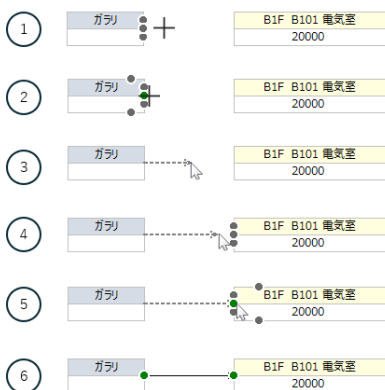 1
ガラリ
B1F B101 電気室
20000
2
ガラリ
B1F B101 電気室
20000
3
ガラリ
B1F B101 電気室
20000
4
ガラリ
B1F B101 電気室
20000
5
ガラリ
B1F B101 電気室
20000
6
ガラリ
B1F B101 電気室
20000